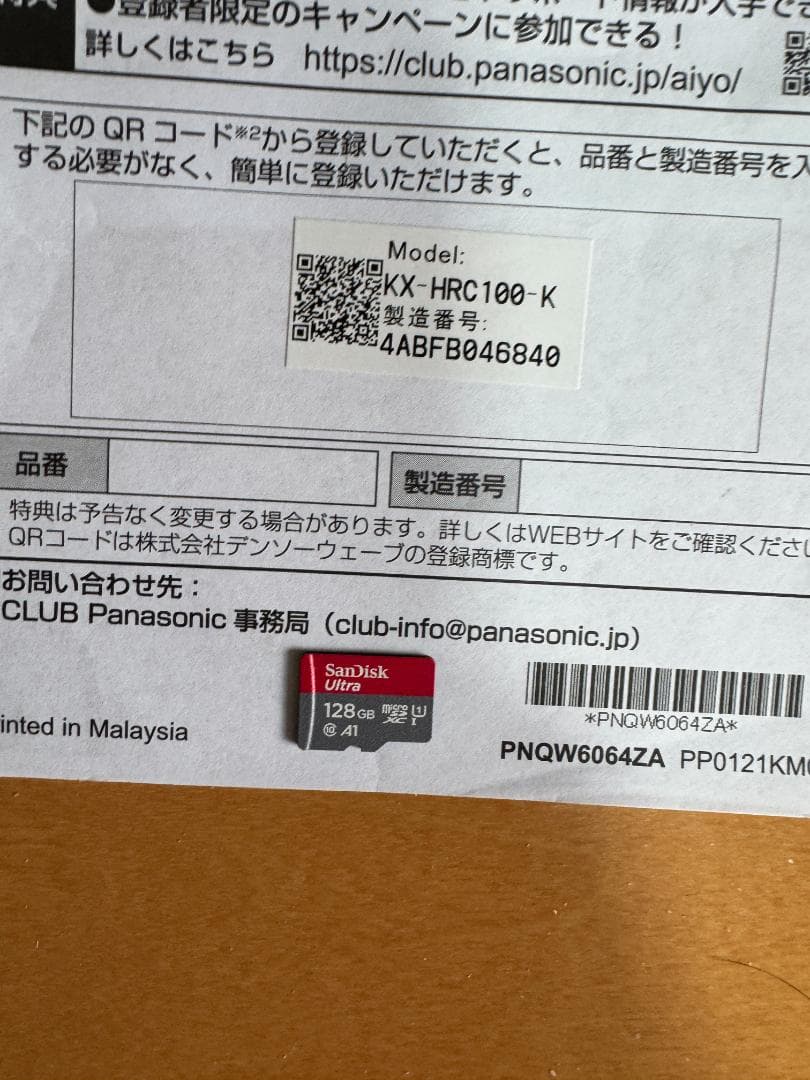 ●登録者限定のキャンペーンに参加できる！
詳しくはこちら https://club.panasonic.jp/aiyo/
下記の QR コード※2から登録していただくと、品番と製造番号を入
する必要がなく、簡単に登録いただけます。
Model:
KX-HRC100-K
製造番号:
4ABFB046840
品番
製造番号
特典は予告なく変更する場合があります。詳しくはWEBサイトをご確認くださ
QRコードは株式会社デンソーウェーブの登録商標です。
お問い合わせ先：
CLUB Panasonic 事務局（club-info@panasonic.jp）
SanDisk
Ultra
128GB micro SD XC I U1
10 A1
*PNQW6064ZA*
inted in Malaysia
PNQW6064ZA PP0121KM